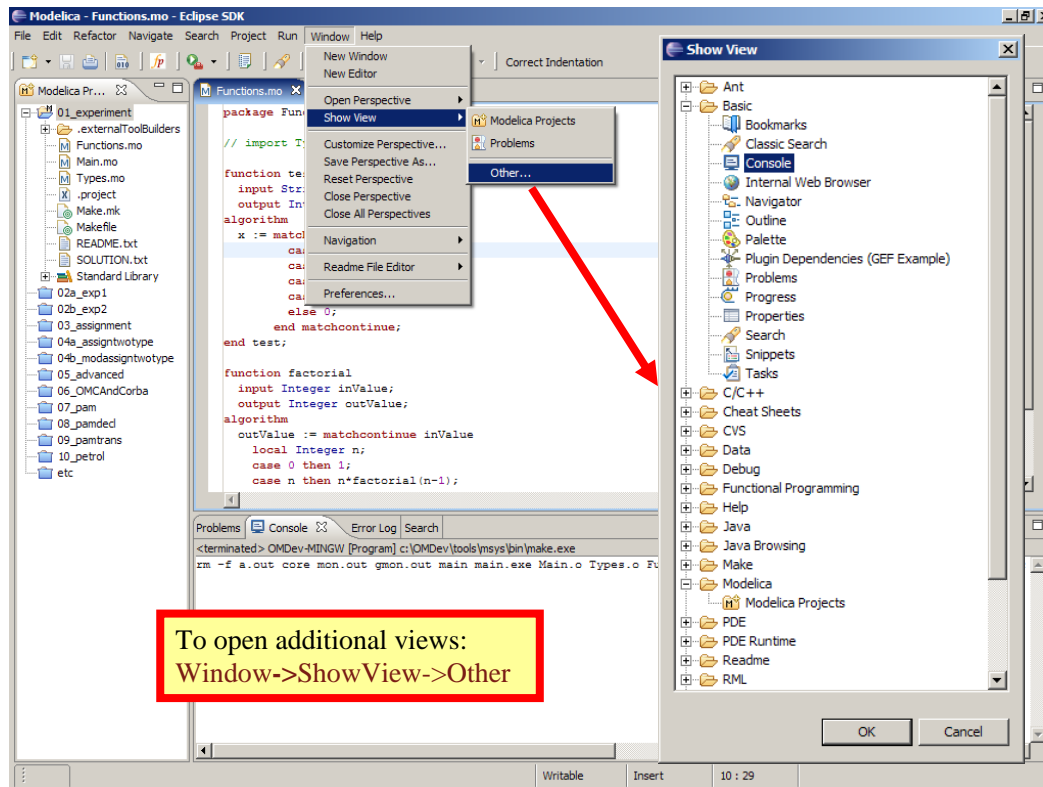 Modelica - Functions.mo - Eclipse SDK
File Edit Refactor Navigate Search Project Run Window Help
Correct Indentation
New Window
New Editor
Open Perspective
Show View
Customize Perspective...
Save Perspective As...
Reset Perspective
Close Perspective
Close All Perspectives
Navigation
Readme File Editor
Preferences...
Modelica Projects
Problems
Other...
Modelica Pr...
01_experiment
.externalToolBuilders
Functions.mo
Main.mo
Types.mo
.project
Make.mk
Makefile
README.txt
SOLUTION.txt
Standard Library
02a_exp1
02b_exp2
03_assignment
04a_assigntwotype
04b_modassigntwotype
05_advanced
06_OMCAndCorba
07_pam
08_pamdecl
09_pamtrans
10_petrol
etc
Functions.mo
package Fun
// import T
function te
input Stri
output In
algorithm
x := matc
ca
ca
ca
ca
else 0;
end matchcontinue;
end test;
function factorial
input Integer inValue;
output Integer outValue;
algorithm
outValue := matchcontinue inValue
local Integer n;
case 0 then 1;
case n then n*factorial(n-1);
Problems Console Error Log Search
<terminated> OMDev-MINGW [Program] c:\OMDev\tools\msys\bin\make.exe
rm -f a.out core mon.out gmon.out main main.exe Main.o Types.o Fu
To open additional views:
Window->ShowView->Other
Writable Insert 10 : 29
Show View
Ant
Basic
Bookmarks
Classic Search
Console
Internal Web Browser
Navigator
Outline
Palette
Plugin Dependencies (GEF Example)
Problems
Progress
Properties
Search
Snippets
Tasks
C/C++
Cheat Sheets
CVS
Data
Debug
Functional Programming
Help
Java
Java Browsing
Make
Modelica
Modelica Projects
PDE
PDE Runtime
Readme
RML
OK Cancel